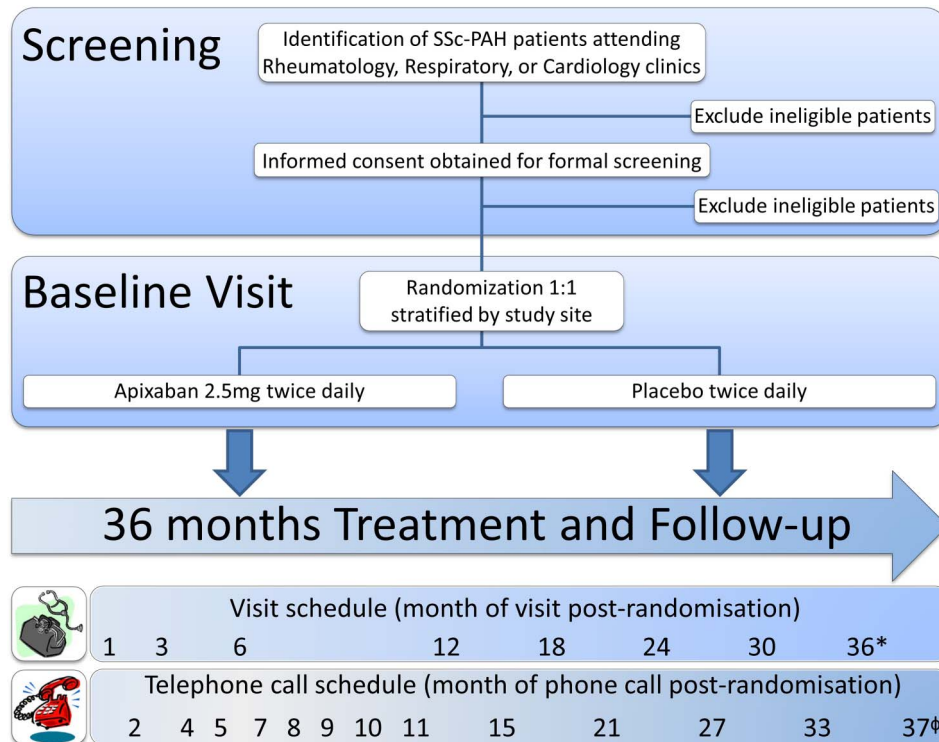 Screening
Identification of SSc-PAH patients attending
Rheumatology, Respiratory, or Cardiology clinics
Exclude ineligible patients
Informed consent obtained for formal screening
Exclude ineligible patients
Baseline Visit
Randomization 1:1
stratified by study site
Apixaban 2.5mg twice daily
Placebo twice daily
36 months Treatment and Follow-up
Visit schedule (month of visit post-randomisation)
1 3 6 12 18 24 30 36*
Telephone call schedule (month of phone call post-randomisation)
2 4 5 7 8 9 10 11 15 21 27 33 37ᶲ